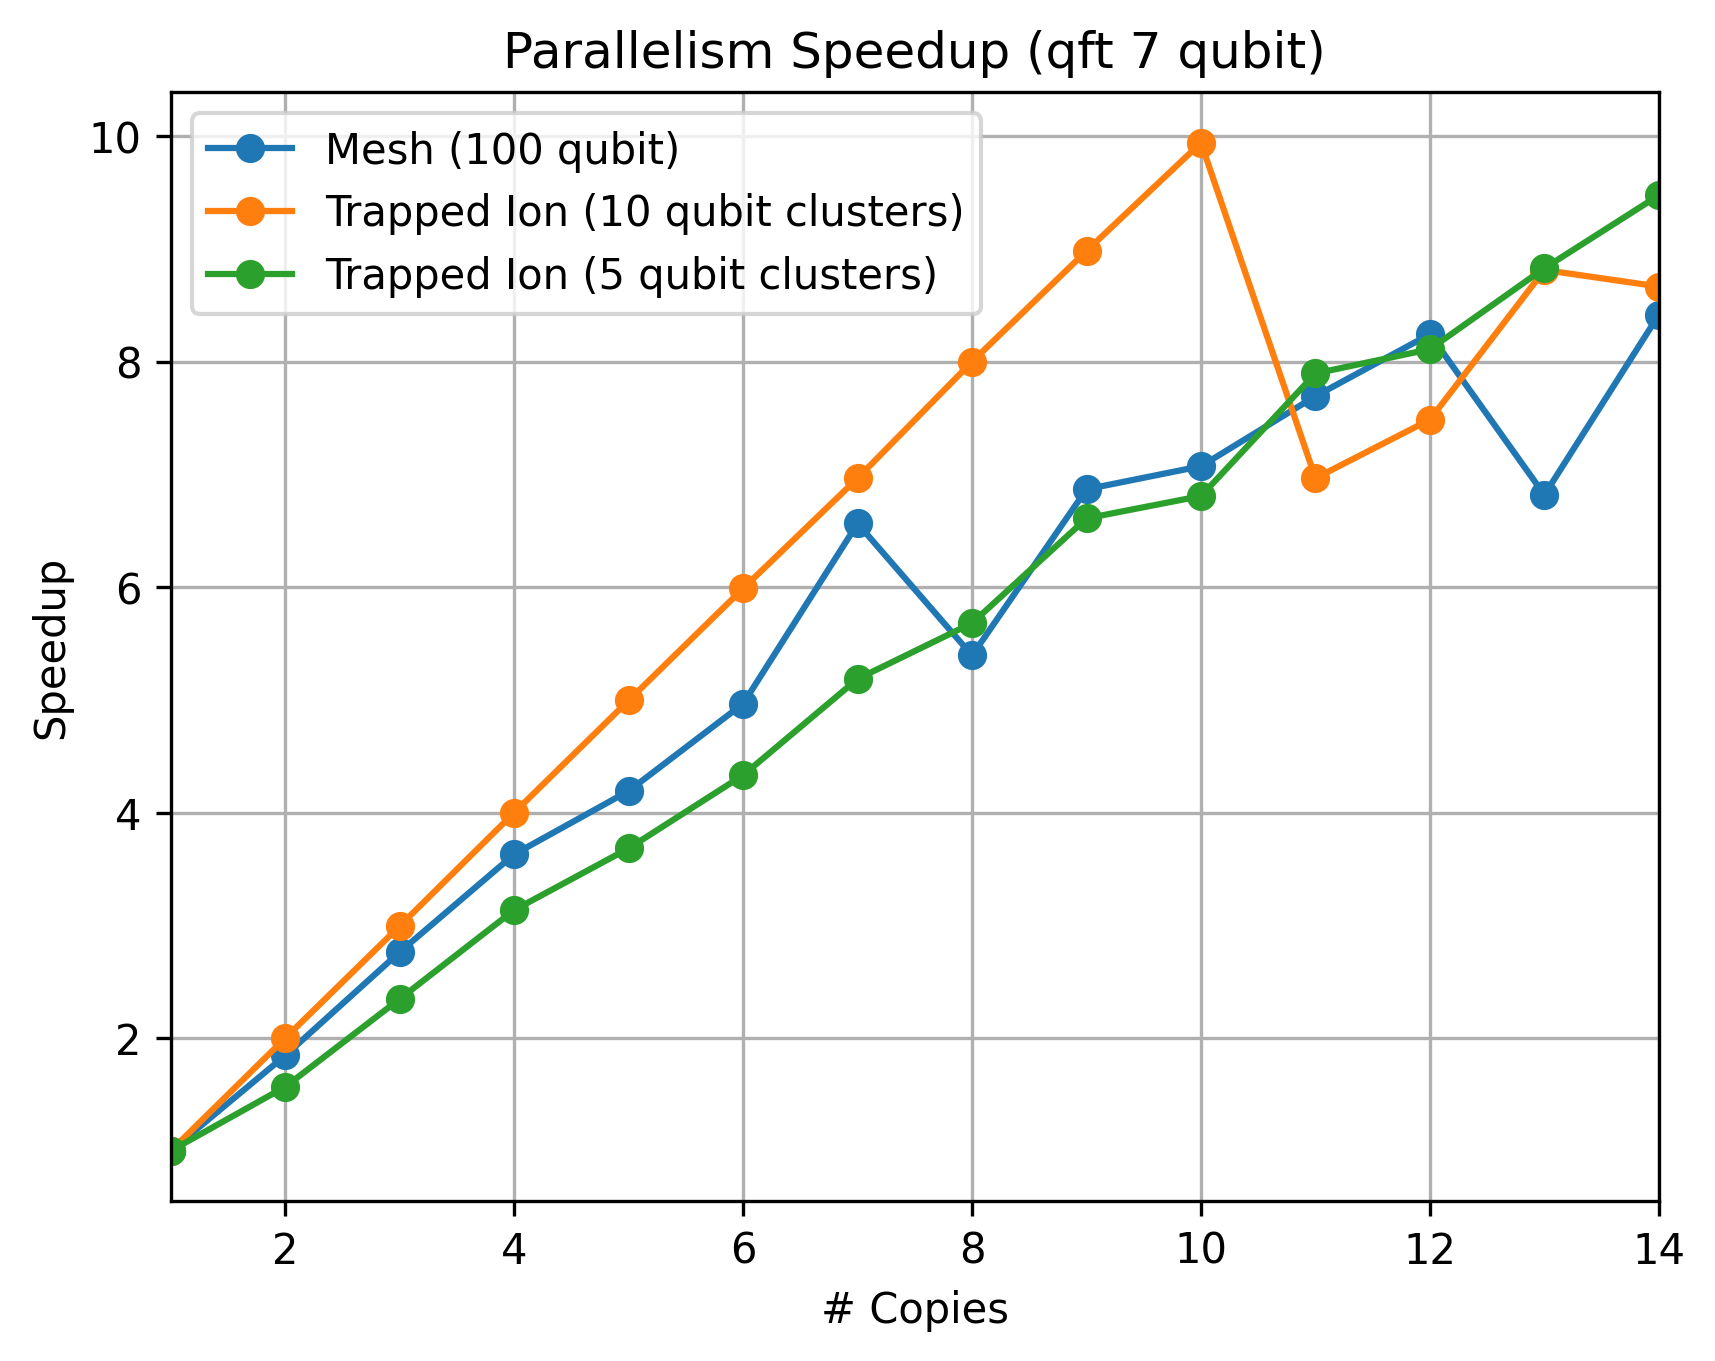 Parallelism Speedup (qft 7 qubit)
Mesh (100 qubit)
Trapped Ion (10 qubit clusters)
Trapped Ion (5 qubit clusters)
10
8
6
4
2
Speedup
2 4 6 8 10 12 14
# Copies